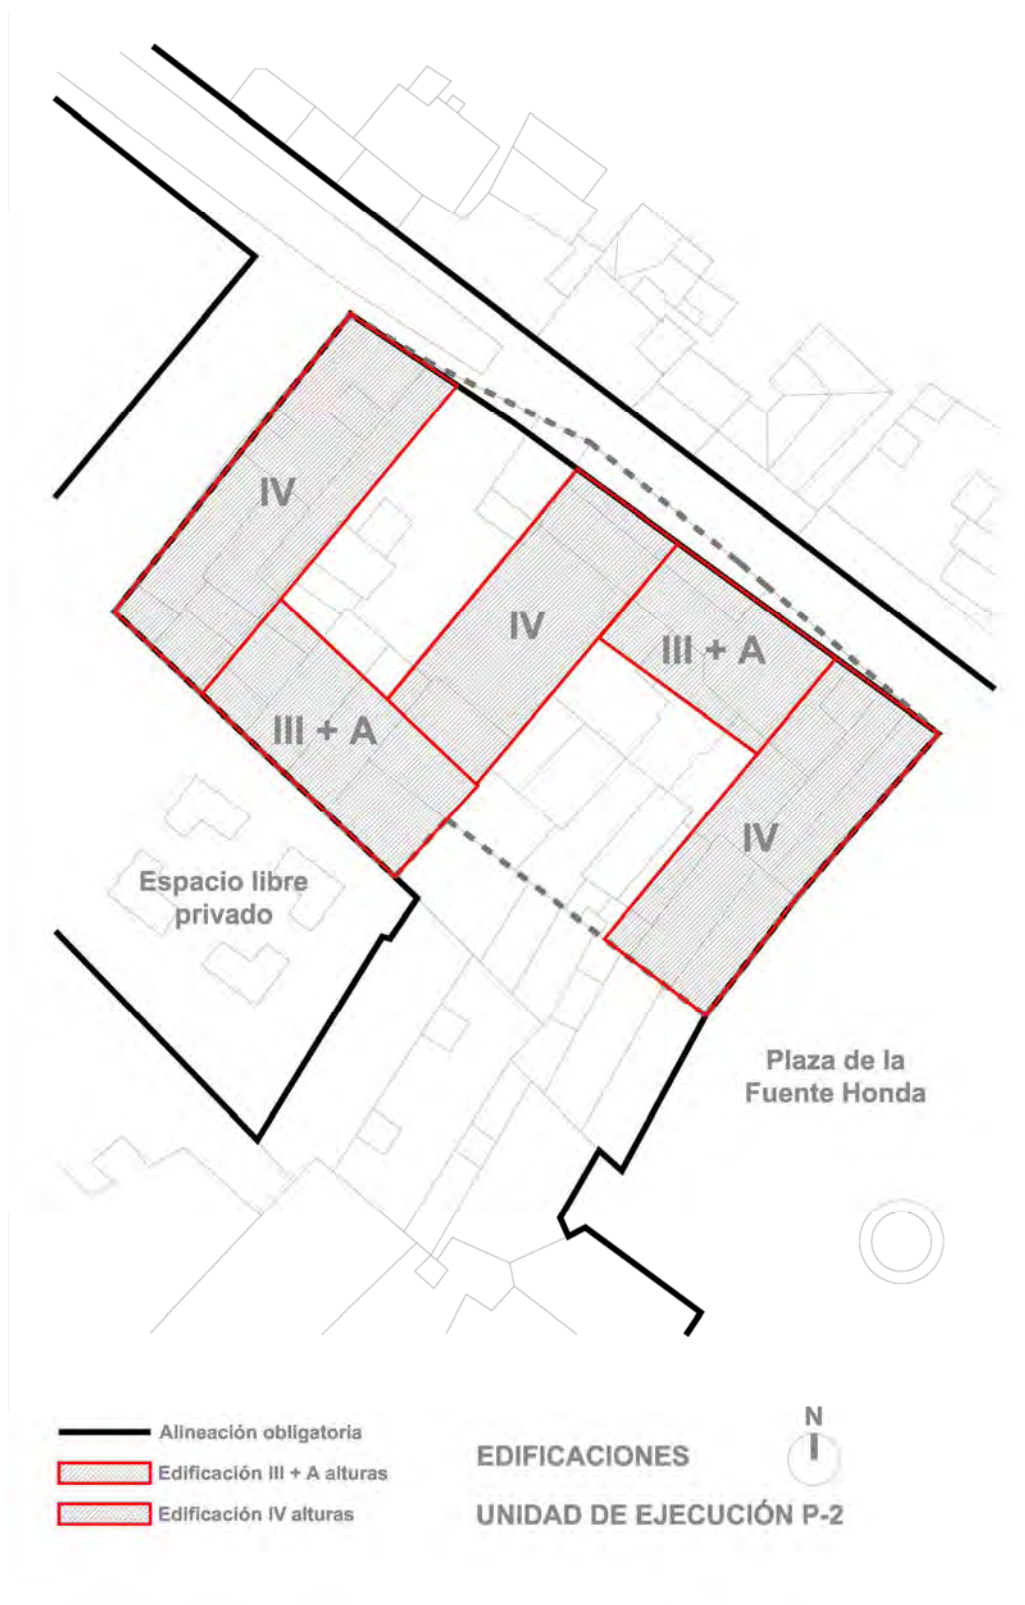 IV
IV
III + A
III + A
IV
Espacio libre
privado
Plaza de la
Fuente Honda
N
Alineación obligatoria
Edificación III + A alturas
Edificación IV alturas
EDIFICACIONES
UNIDAD DE EJECUCIÓN P-2